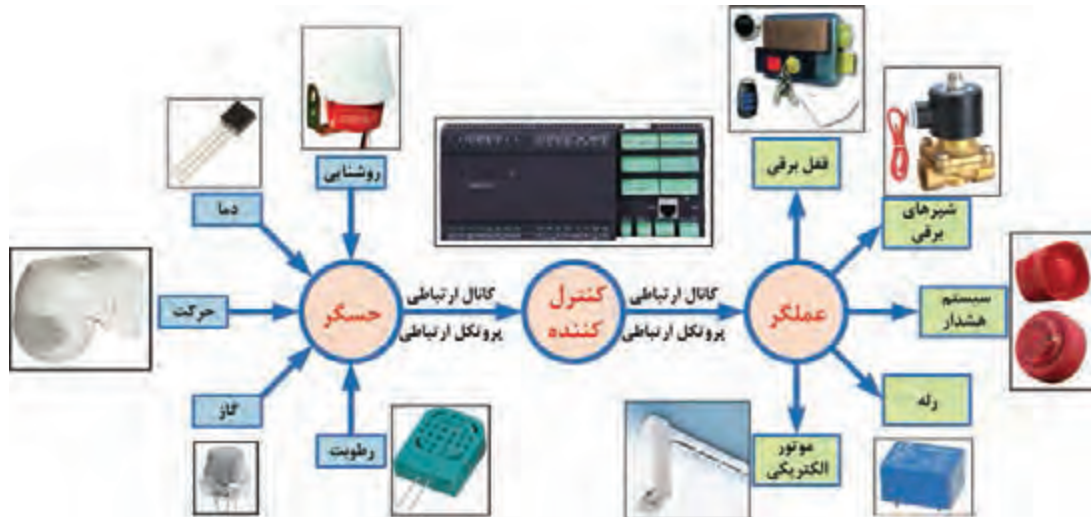 روشنایی
دما
حرکت
گاز
رطوبت
حسگر
کانال ارتباطی
پروتکل ارتباطی
کنترل
کننده
کانال ارتباطی
پروتکل ارتباطی
عملگر
قفل برقی
شیرهای
برقی
سیستم
هشدار
رله
موتور
الکتریکی